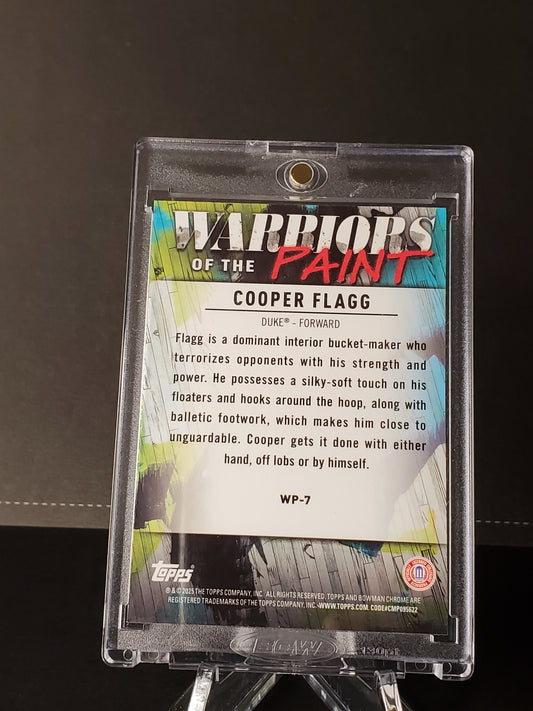 WARRIORS
OF THE PAINT
COOPER FLAGG
DUKE® - FORWARD
Flagg is a dominant interior bucket-maker who
terrorizes opponents with his strength and
power. He possesses a silky-soft touch on his
floaters and hooks around the hoop, along with
balletic footwork, which makes him close to
unguardable. Cooper gets it done with either
hand, off lobs or by himself.
WP-7
Topps
® & © 2025 THE TOPPS COMPANY, INC. ALL RIGHTS RESERVED. TOPPS AND BOWMAN CHROME ARE
REGISTERED TRADEMARKS OF THE TOPPS COMPANY, INC. WWW.TOPPS.COM. CODE#CMP095622
BCW